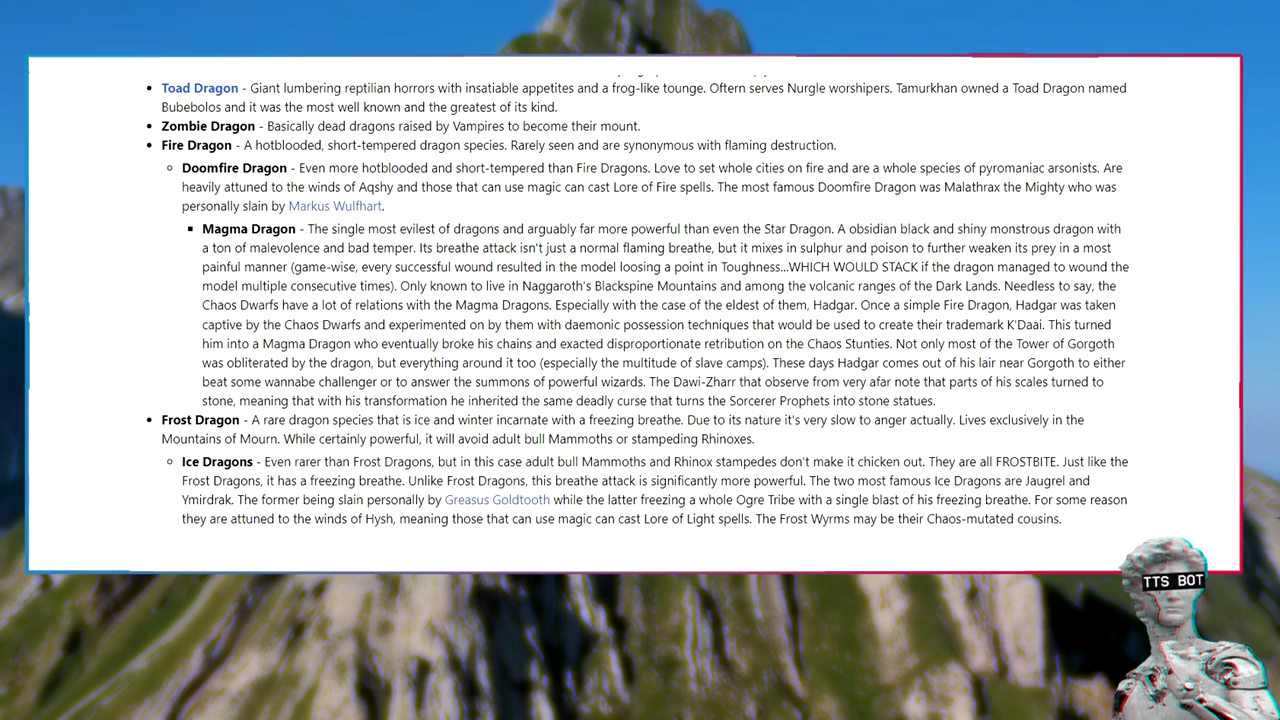 Toad Dragon - Giant lumbering reptilian horrors with insatiable appetites and a frog-like tounge. Oftern serves Nurgle worshipers. Tamurkhan owned a Toad Dragon named
Bubebolos and it was the most well known and the greatest of its kind.
Zombie Dragon - Basically dead dragons raised by Vampires to become their mount.
Fire Dragon - A hotblooded, short-tempered dragon species. Rarely seen and are synonymous with flaming destruction.
Doomfire Dragon - Even more hotblooded and short-tempered than Fire Dragons. Love to set whole cities on fire and are a whole species of pyromaniac arsonists. Are
heavily attuned to the winds of Aqshy and those that can use magic can cast Lore of Fire spells. The most famous Doomfire Dragon was Malathrax the Mighty who was
personally slain by Markus Wulfhart.
Magma Dragon - The single most evilest of dragons and arguably far more powerful than even the Star Dragon. A obsidian black and shiny monstrous dragon with
a ton of malevolence and bad temper. Its breathe attack isn't just a normal flaming breathe, but it mixes in sulphur and poison to further weaken its prey in a most
painful manner (game-wise, every successful wound resulted in the model loosing a point in Toughness...WHICH WOULD STACK if the dragon managed to wound the
model multiple consecutive times). Only known to live in Naggaroth's Blackspine Mountains and among the volcanic ranges of the Dark Lands. Needless to say, the
Chaos Dwarfs have a lot of relations with the Magma Dragons. Especially with the case of the eldest of them, Hadgar. Once a simple Fire Dragon, Hadgar was taken
captive by the Chaos Dwarfs and experimented on by them with daemonic possession techniques that would be used to create their trademark K'Daai. This turned
him into a Magma Dragon who eventually broke his chains and exacted disproportionate retribution on the Chaos Stunties. Not only most of the Tower of Gorgoth
was obliterated by the dragon, but everything around it too (especially the multitude of slave camps). These days Hadgar comes out of his lair near Gorgoth to either
beat some wannabe challenger or to answer the summons of powerful wizards. The Dawi-Zharr that observe from very afar note that parts of his scales turned to
stone, meaning that with his transformation he inherited the same deadly curse that turns the Sorcerer Prophets into stone statues.
Frost Dragon - A rare dragon species that is ice and winter incarnate with a freezing breathe. Due to its nature it's very slow to anger actually. Lives exclusively in the
Mountains of Mourn. While certainly powerful, it will avoid adult bull Mammoths or stampeding Rhinoxes.
Ice Dragons - Even rarer than Frost Dragons, but in this case adult bull Mammoths and Rhinox stampedes don't make it chicken out. They are all FROSTBITE. Just like the
Frost Dragons, it has a freezing breathe. Unlike Frost Dragons, this breathe attack is significantly more powerful. The two most famous Ice Dragons are Jaugrel and
Ymirdrak. The former being slain personally by Greasus Goldtooth while the latter freezing a whole Ogre Tribe with a single blast of his freezing breathe. For some reason
they are attuned to the winds of Hysh, meaning those that can use magic can cast Lore of Light spells. The Frost Wyrms may be their Chaos-mutated cousins.
TTS BOT